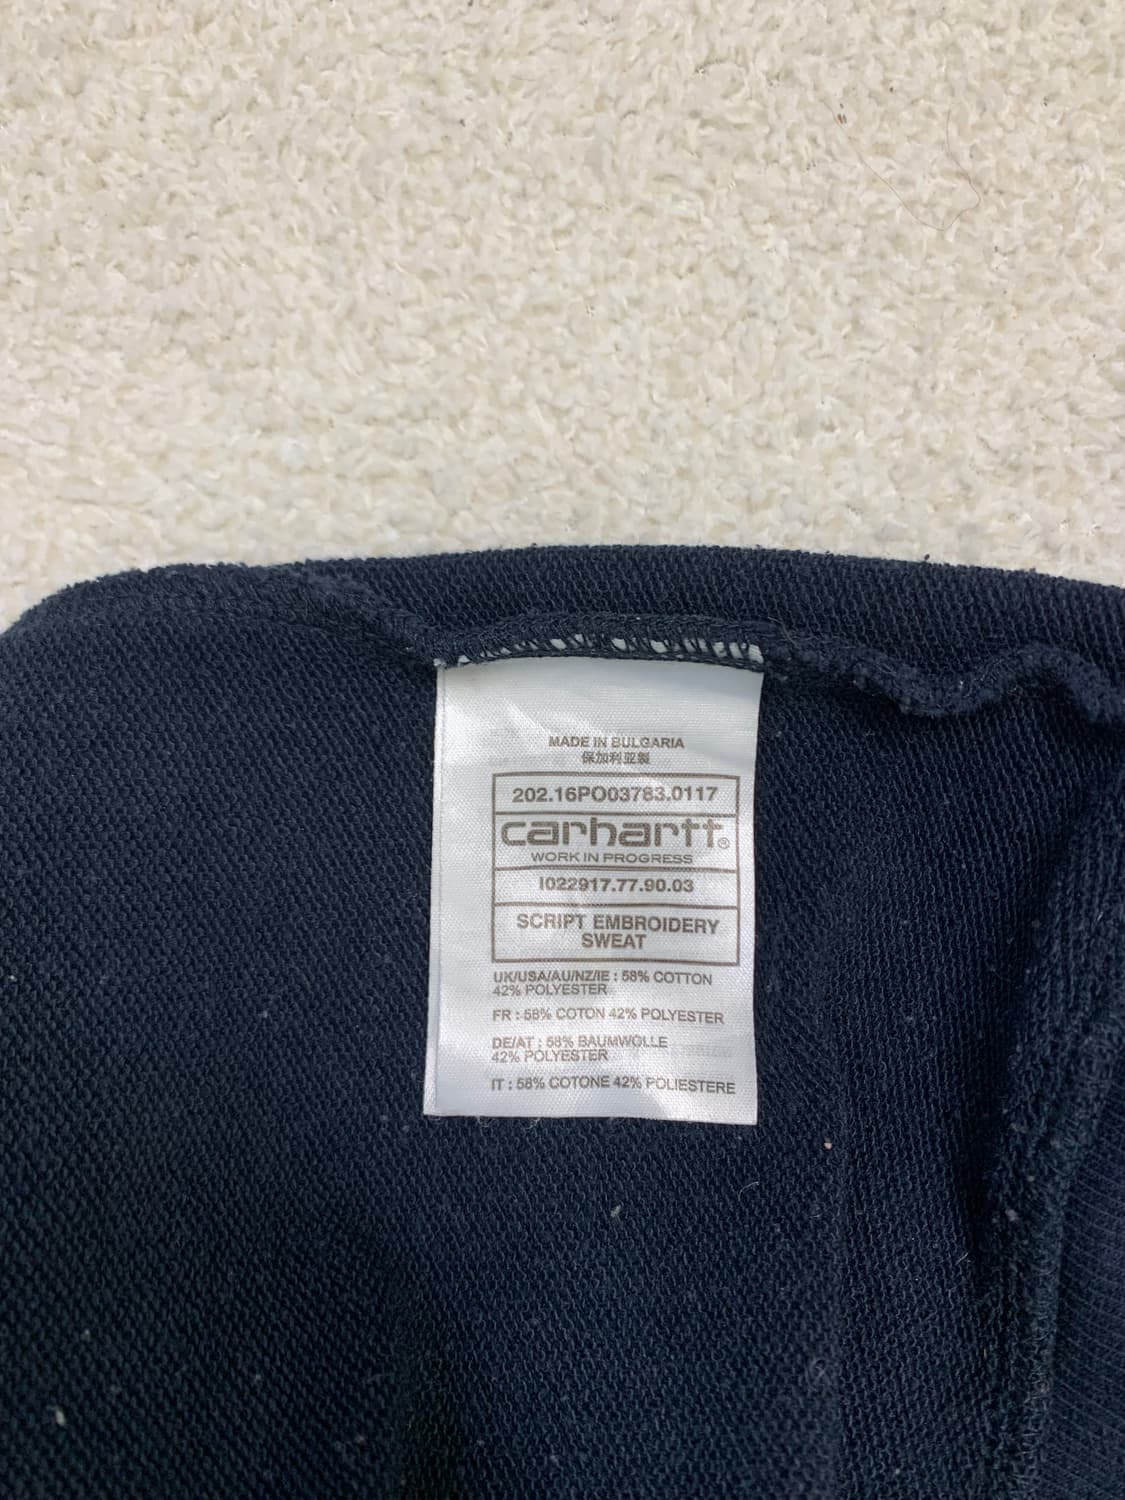 MADE IN BULGARIA
保加利亚製
202.16PO03783.0117
carhartt®
WORK IN PROGRESS
I022917.77.90.03
SCRIPT EMBROIDERY
SWEAT
UK/USA/AU/NZ/IE : 58% COTTON
42% POLYESTER
FR : 58% COTON 42% POLYESTER
DE/AT : 58% BAUMWOLLE
42% POLYESTER
IT : 58% COTONE 42% POLIESTERE